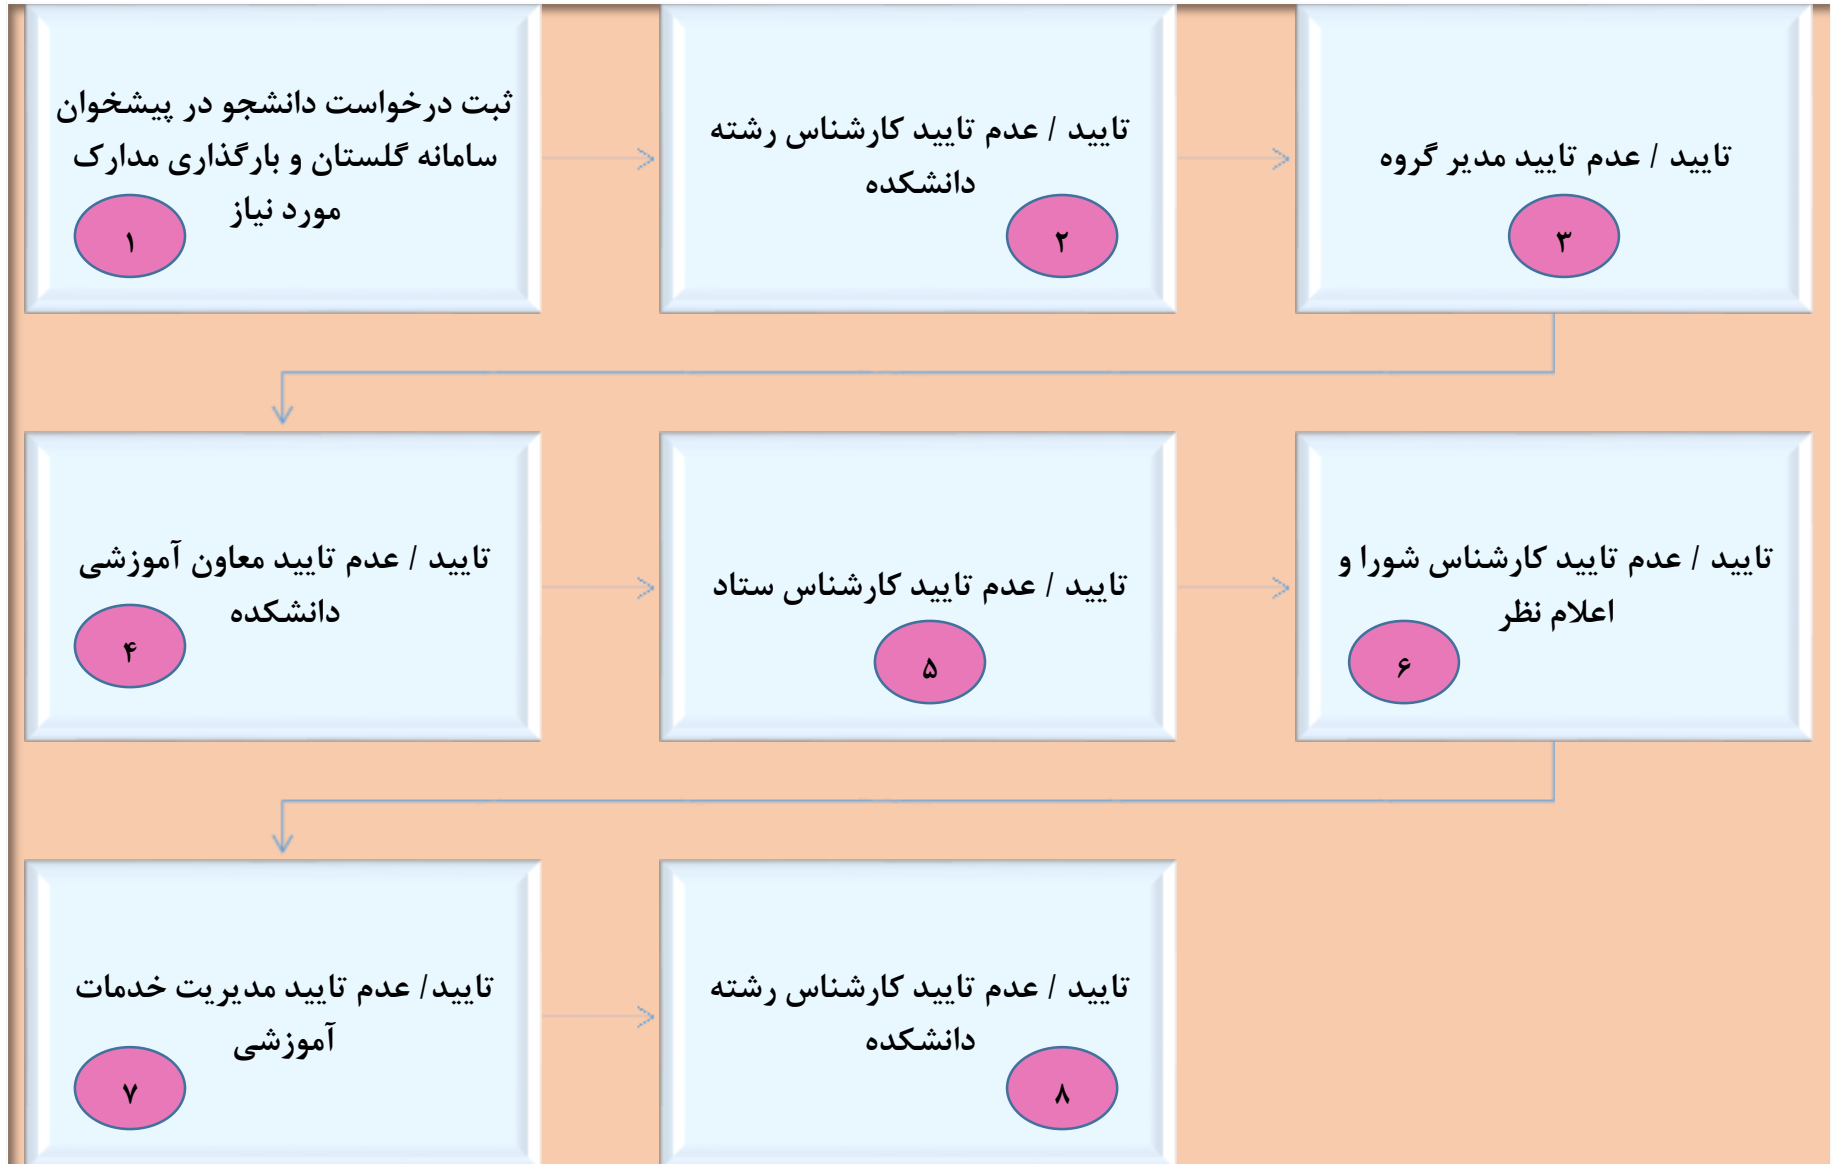 ثبت درخواست دانشجو در پیشخوان
سامانه گلستان و بارگذاری مدارک
مورد نیاز
۱
تایید / عدم تایید کارشناس رشته
دانشکده
۲
تایید / عدم تایید مدیر گروه
۳
تایید / عدم تایید معاون آموزشی
دانشکده
۴
تایید / عدم تایید کارشناس ستاد
۵
تایید / عدم تایید کارشناس شورا و
اعلام نظر
۶
تایید/ عدم تایید مدیریت خدمات
آموزشی
۷
تایید / عدم تایید کارشناس رشته
دانشکده
۸